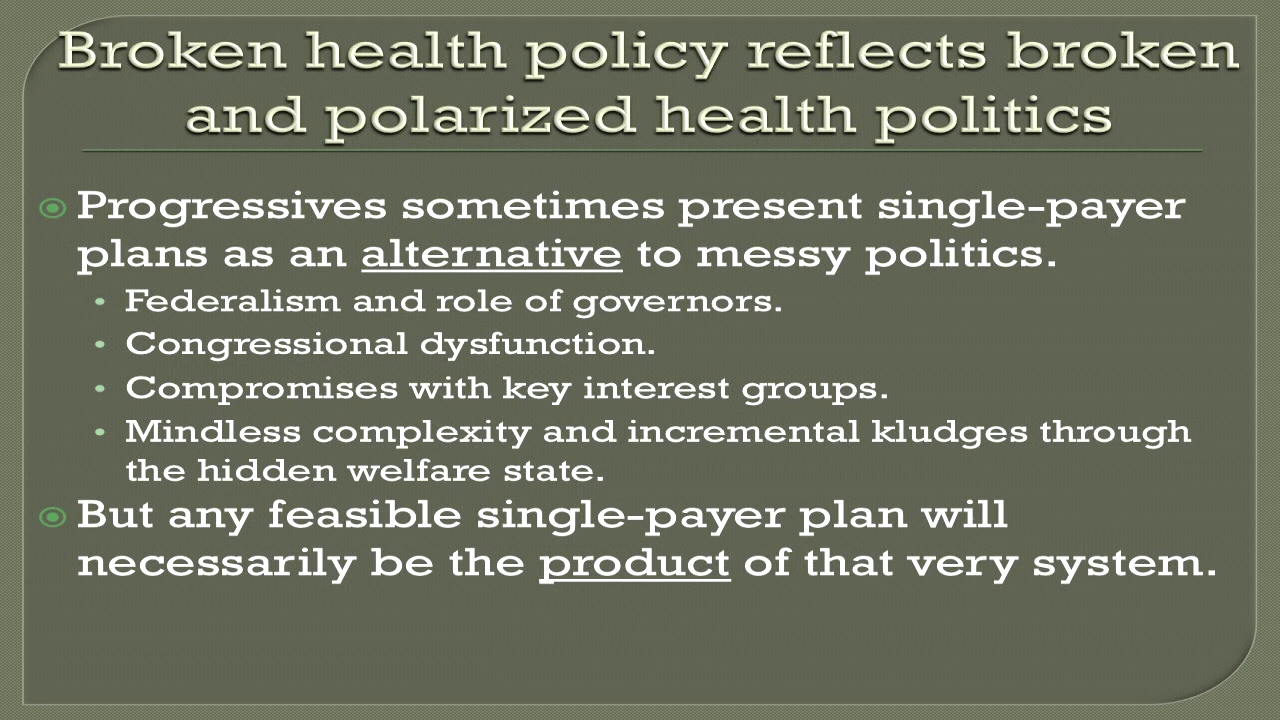 Broken health policy reflects broken
and polarized health politics
Progressives sometimes present single-payer
plans as an alternative to messy politics.
Federalism and role of governors.
Congressional dysfunction.
Compromises with key interest groups.
Mindless complexity and incremental kludges through
the hidden welfare state.
But any feasible single-payer plan will
necessarily be the product of that very system.